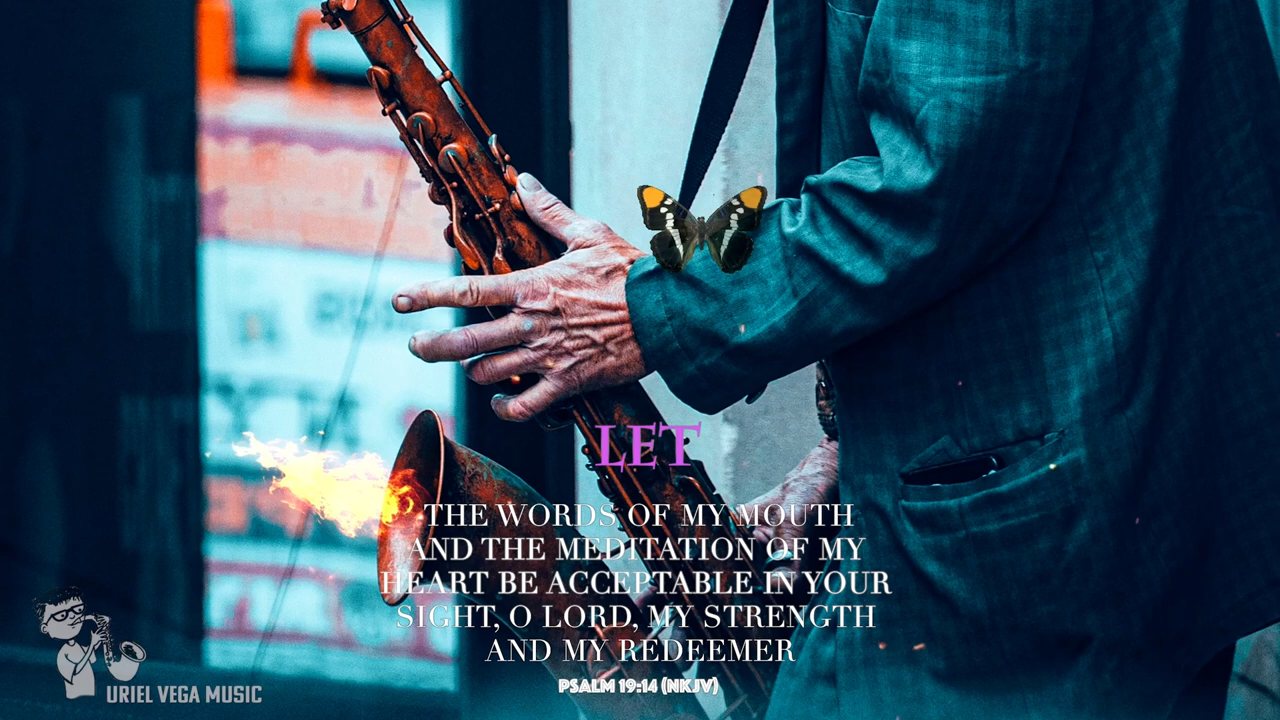 LET
THE WORDS OF MY MOUTH
AND THE MEDITATION OF MY
HEART BE ACCEPTABLE IN YOUR
SIGHT, O LORD, MY STRENGTH
AND MY REDEEMER
PSALM 19:14 (NKJV)
URIEL VEGA MUSIC